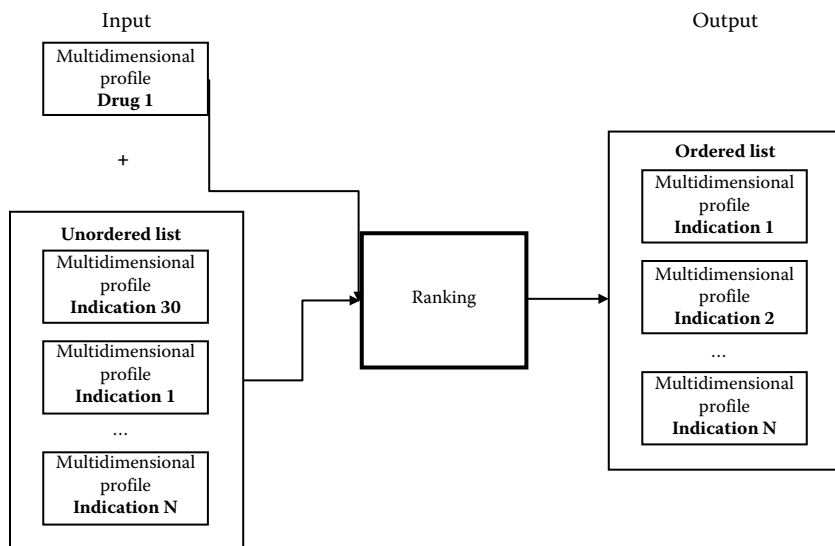 Input
Multidimensional
profile
Drug 1
+
Unordered list
Multidimensional
profile
Indication 30
Multidimensional
profile
Indication 1
...
Multidimensional
profile
Indication N
Ranking
Output
Ordered list
Multidimensional
profile
Indication 1
Multidimensional
profile
Indication 2
...
Multidimensional
profile
Indication N